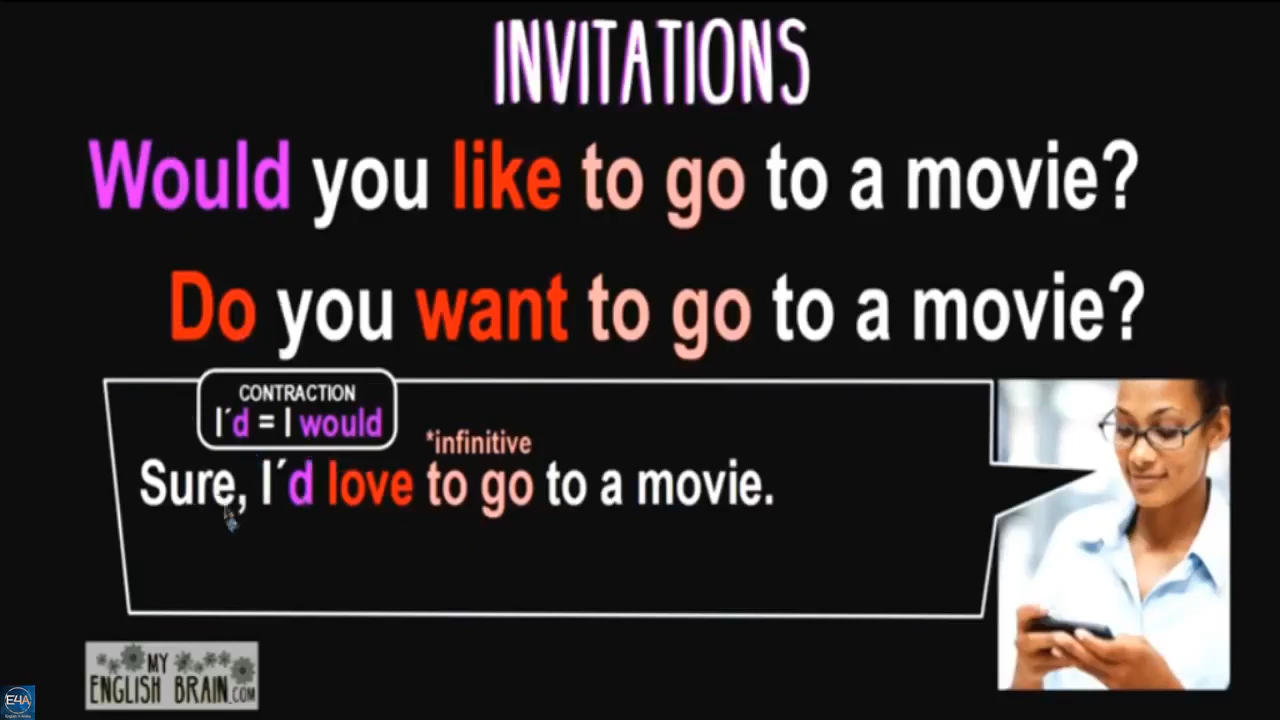 INVITATIONS
Would you like to go to a movie?
Do you want to go to a movie?
CONTRACTION
I´d = I would
*infinitive
Sure, I´d love to go to a movie.
MY
ENGLISH BRAIN.COM
E4A